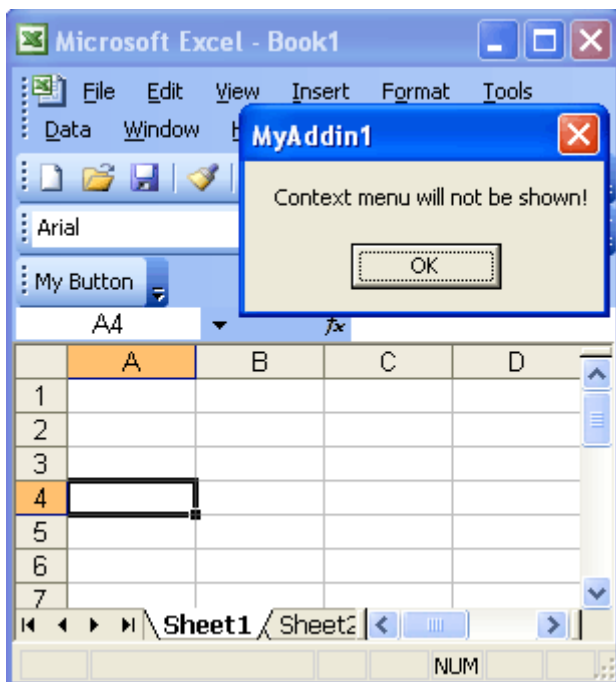 Microsoft Excel - Book1
File Edit View Insert Format Tools
Data Window
MyAddin1
Context menu will not be shown!
OK
Arial
My Button
A4 fx
A B C D
1
2
3
4
5
6
7
Sheet1 Sheet2
NUM